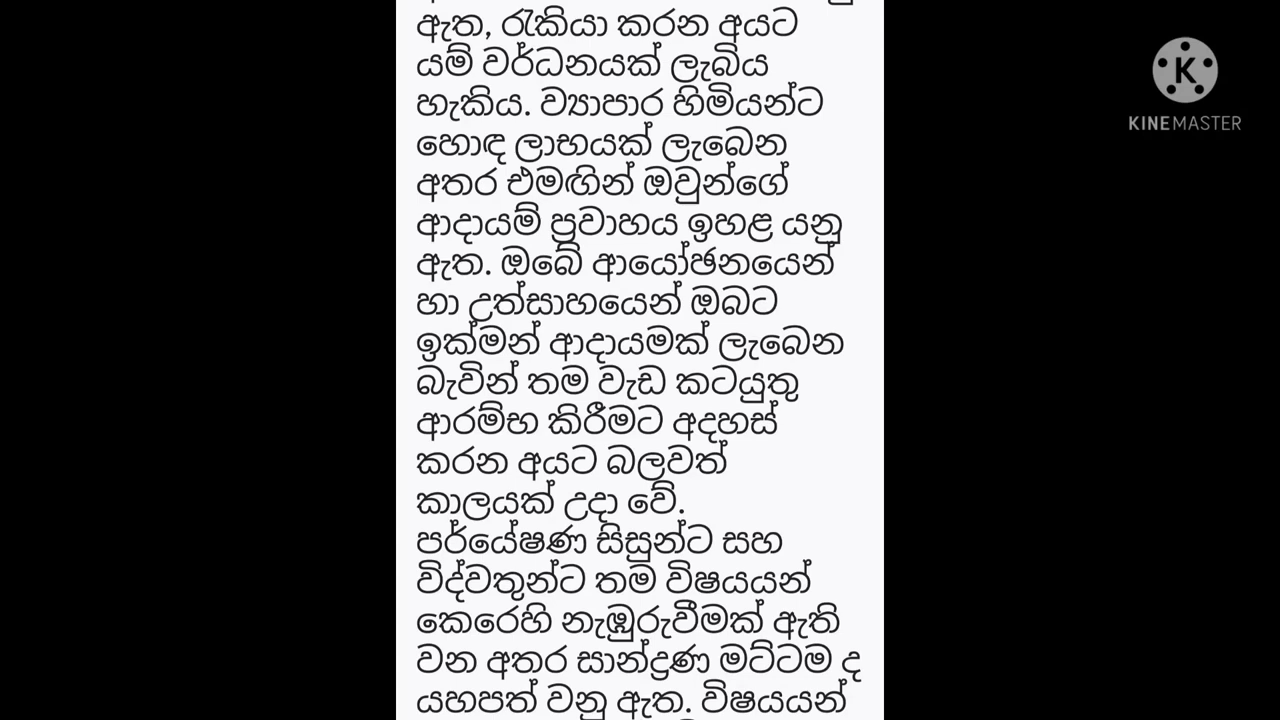 ඇත, රැකියා කරන අයට
යම් වර්ධනයක් ලැබිය
හැකිය. ව්‍යාපාර හිමියන්ට
හොඳ ලාභයක් ලැබෙන
අතර එමඟින් ඔවුන්ගේ
ආදායම් ප්‍රවාහය ඉහළ යනු
ඇත. ඔබේ ආයෝඡනයෙන්
හා උත්සාහයෙන් ඔබට
ඉක්මන් ආදායමක් ලැබෙන
බැවින් තම වැඩ කටයුතු
ආරම්භ කිරීමට අදහස්
කරන අයට බලවත්
කාලයක් උදා වේ.
පර්යේෂණ සිසුන්ට සහ
විද්වතුන්ට තම විෂයයන්
කෙරෙහි නැඹුරුවීමක් ඇති
වන අතර සාන්ද්‍රණ මට්ටම ද
යහපත් වනු ඇත. විෂයයන්
KINEMASTER